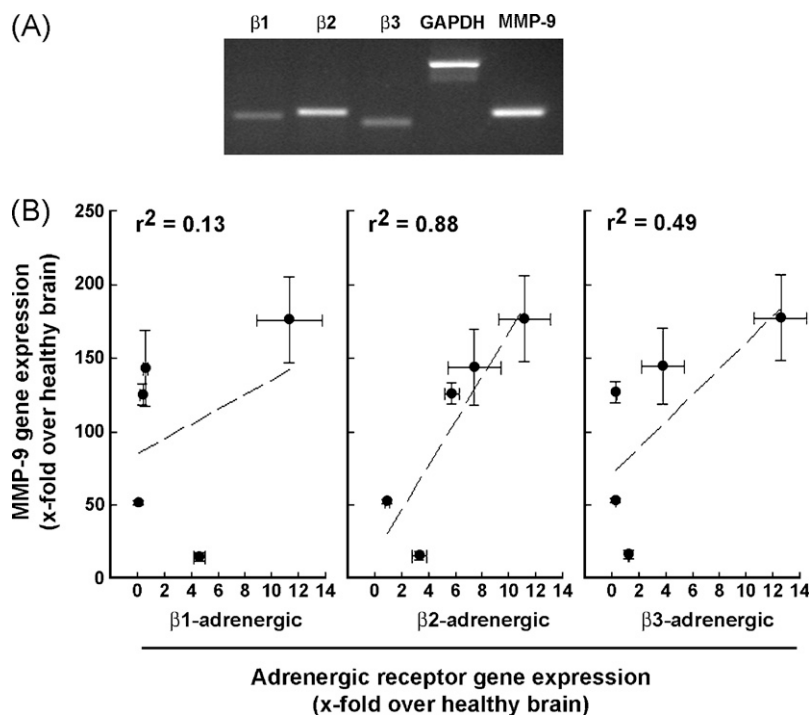 (A)
β1 β2 β3 GAPDH MMP-9
(B)
MMP-9 gene expression
(x-fold over healthy brain)
250
200
150
100
50
0
r² = 0.13
r² = 0.88
r² = 0.49
0 2 4 6 8 10 12 14
0 2 4 6 8 10 12 14
0 2 4 6 8 10 12 14
β1-adrenergic
β2-adrenergic
β3-adrenergic
Adrenergic receptor gene expression
(x-fold over healthy brain)